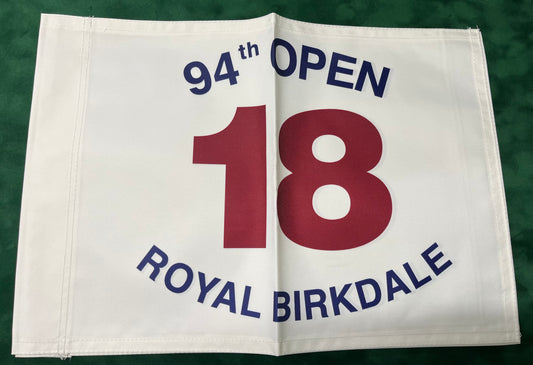 94th OPEN
18
ROYAL BIRKDALE